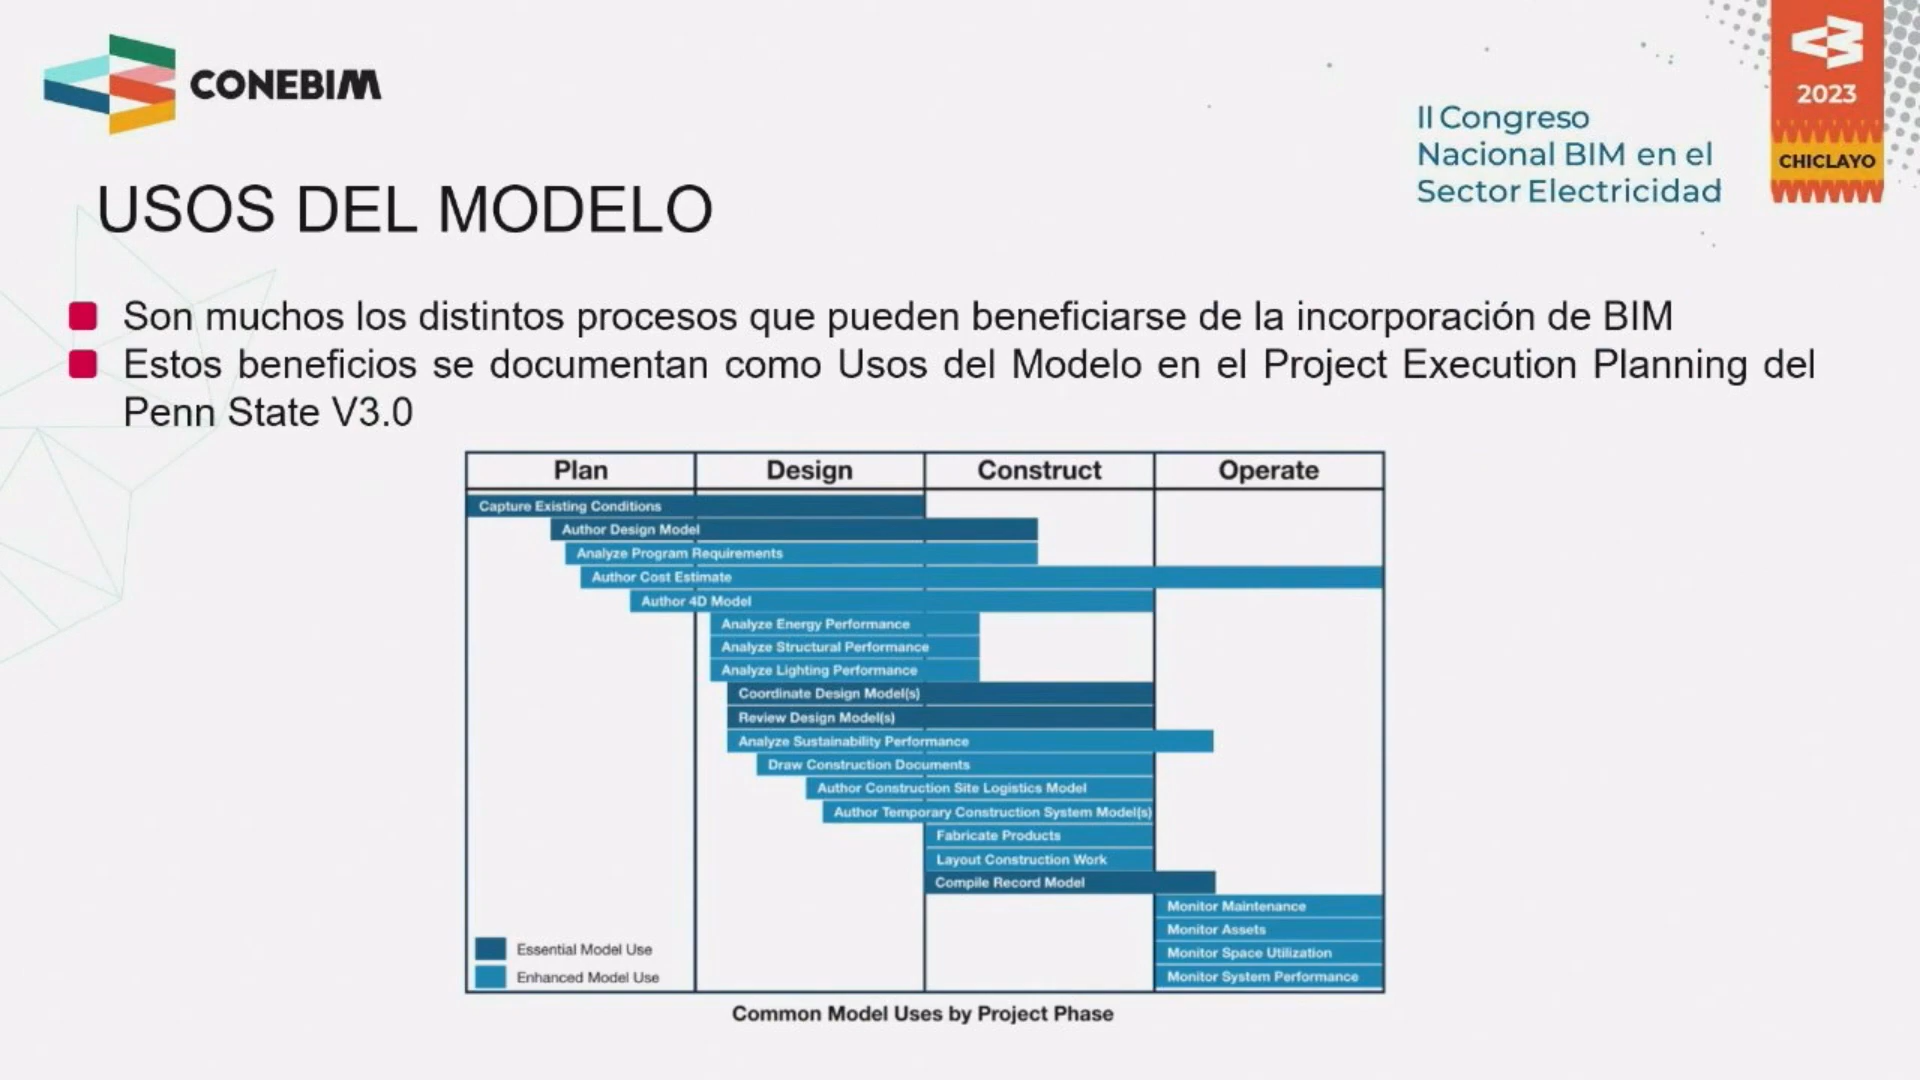 CONEBIM
II Congreso
Nacional BIM en el
Sector Electricidad
2023
CHICLAYO
USOS DEL MODELO
Son muchos los distintos procesos que pueden beneficiarse de la incorporación de BIM
Estos beneficios se documentan como Usos del Modelo en el Project Execution Planning del
Penn State V3.0
Plan Design Construct Operate
Capture Existing Conditions
Author Design Model
Analyze Program Requirements
Author Cost Estimate
Author 4D Model
Analyze Energy Performance
Analyze Structural Performance
Analyze Lighting Performance
Coordinate Design Model(s)
Review Design Model(s)
Analyze Sustainability Performance
Draw Construction Documents
Author Construction Site Logistics Model
Author Temporary Construction System Model(s)
Fabricate Products
Layout Construction Work
Compile Record Model
Monitor Maintenance
Monitor Assets
Monitor Space Utilization
Monitor System Performance
Essential Model Use
Enhanced Model Use
Common Model Uses by Project Phase